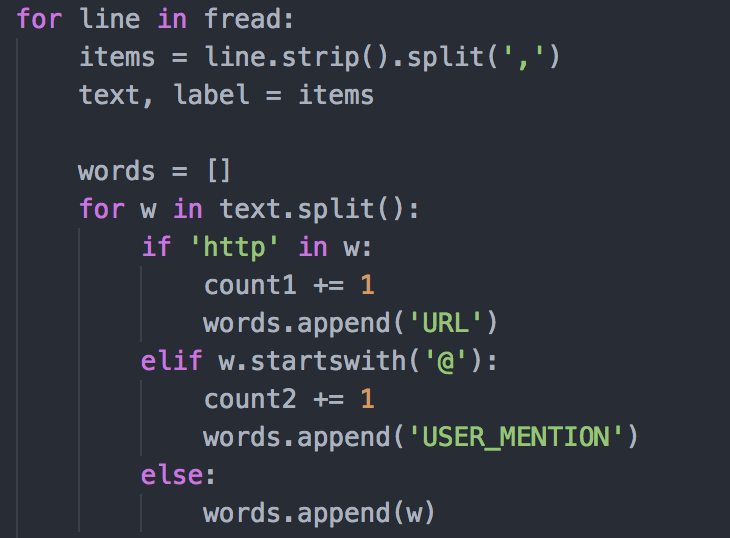 for line in fread:
    items = line.strip().split(',')
    text, label = items

    words = []
    for w in text.split():
        if 'http' in w:
            count1 += 1
            words.append('URL')
        elif w.startswith('@'):
            count2 += 1
            words.append('USER_MENTION')
        else:
            words.append(w)